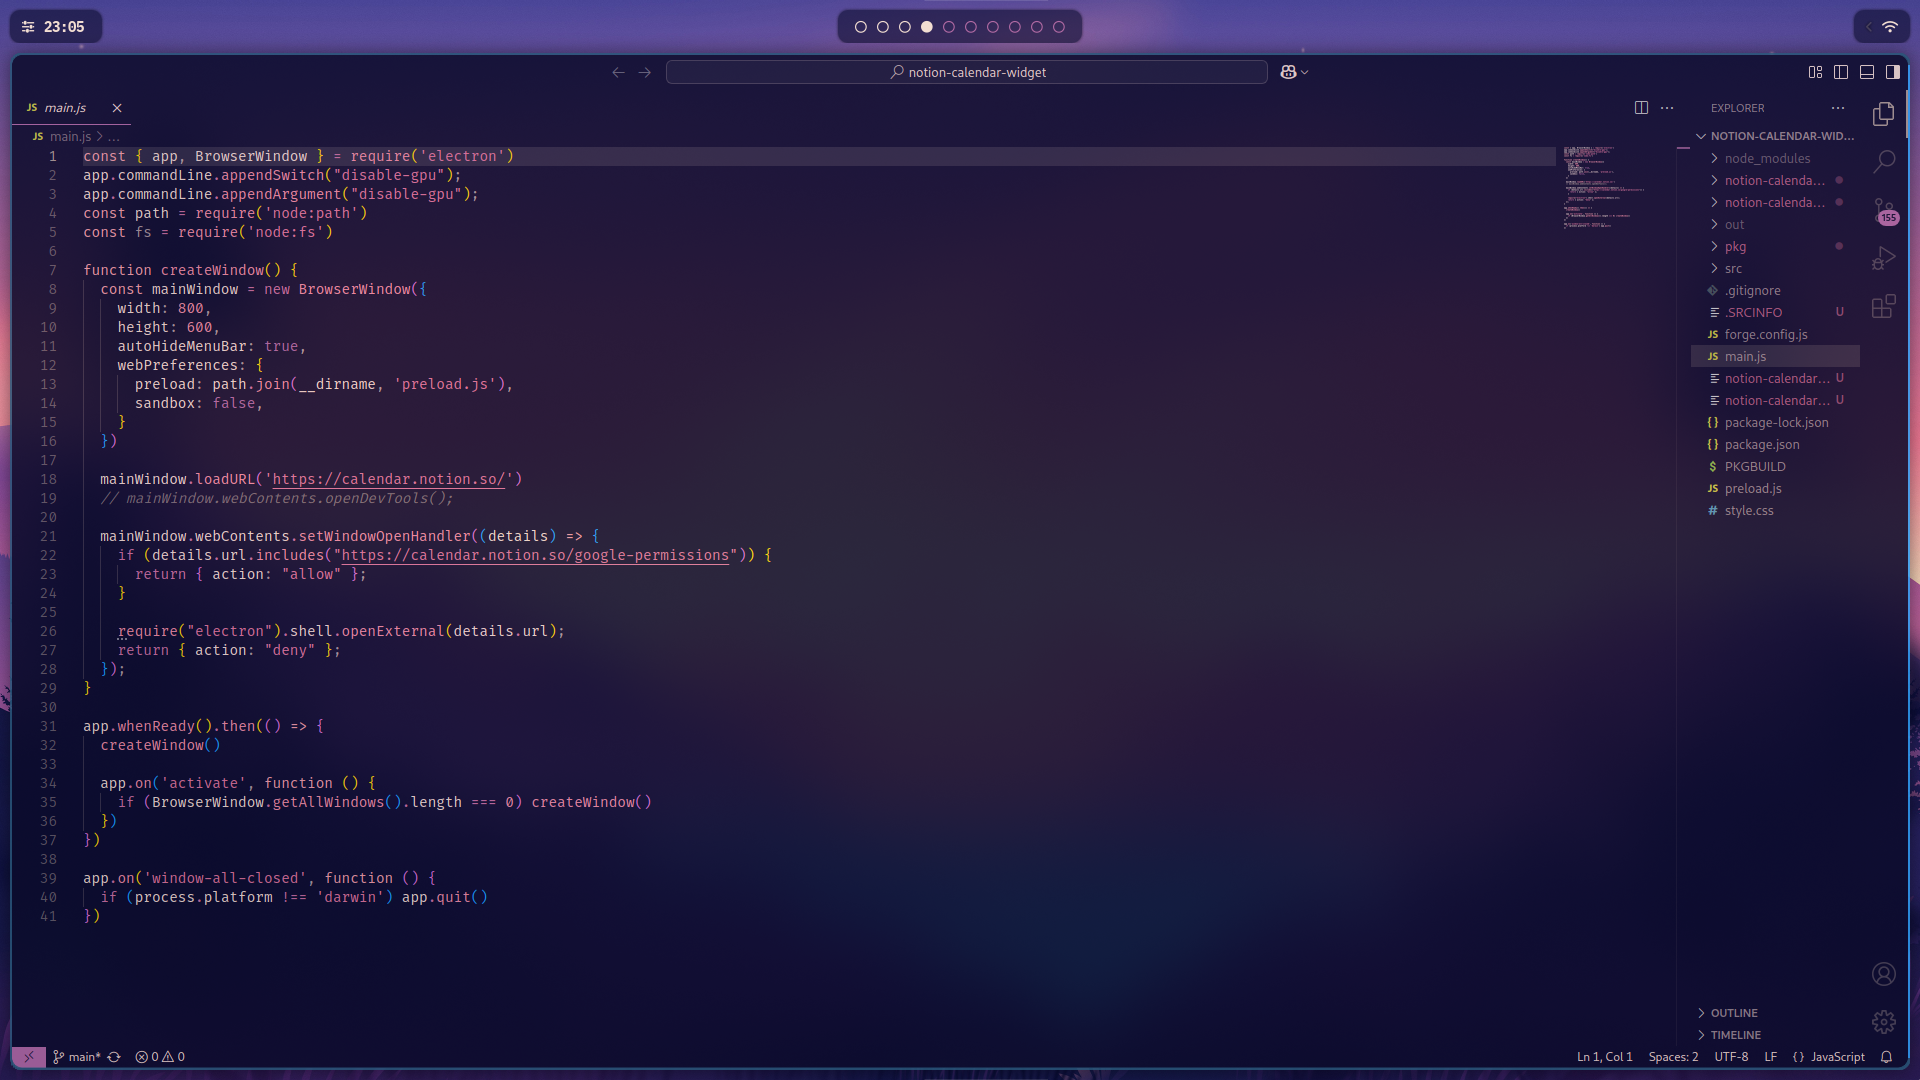 23:05
notion-calendar-widget
JS main.js
JS main.js > ...
1 const { app, BrowserWindow } = require('electron')
2 app.commandLine.appendSwitch("disable-gpu");
3 app.commandLine.appendArgument("disable-gpu");
4 const path = require('node:path')
5 const fs = require('node:fs')
6
7 function createWindow() {
8 const mainWindow = new BrowserWindow({
9 width: 800,
10 height: 600,
11 autoHideMenuBar: true,
12 webPreferences: {
13 preload: path.join(__dirname, 'preload.js'),
14 sandbox: false,
15 }
16 })
17
18 mainWindow.loadURL('https://calendar.notion.so/')
19 // mainWindow.webContents.openDevTools();
20
21 mainWindow.webContents.setWindowOpenHandler((details) => {
22 if (details.url.includes("https://calendar.notion.so/google-permissions")) {
23 return { action: "allow" };
24 }
25
26 require("electron").shell.openExternal(details.url);
27 return { action: "deny" };
28 });
29 }
30
31 app.whenReady().then(() => {
32 createWindow()
33
34 app.on('activate', function () {
35 if (BrowserWindow.getAllWindows().length === 0) createWindow()
36 })
37 })
38
39 app.on('window-all-closed', function () {
40 if (process.platform !== 'darwin') app.quit()
41 })
EXPLORER
NOTION-CALENDAR-WID...
node_modules
notion-calenda...
notion-calenda...
out
pkg
src
.gitignore
.SRCINFO U
JS forge.config.js
JS main.js
notion-calendar... U
notion-calendar... U
{} package-lock.json
{} package.json
$ PKGBUILD
JS preload.js
# style.css
155
OUTLINE
TIMELINE
main* 0 0
Ln 1, Col 1 Spaces: 2 UTF-8 LF {} JavaScript